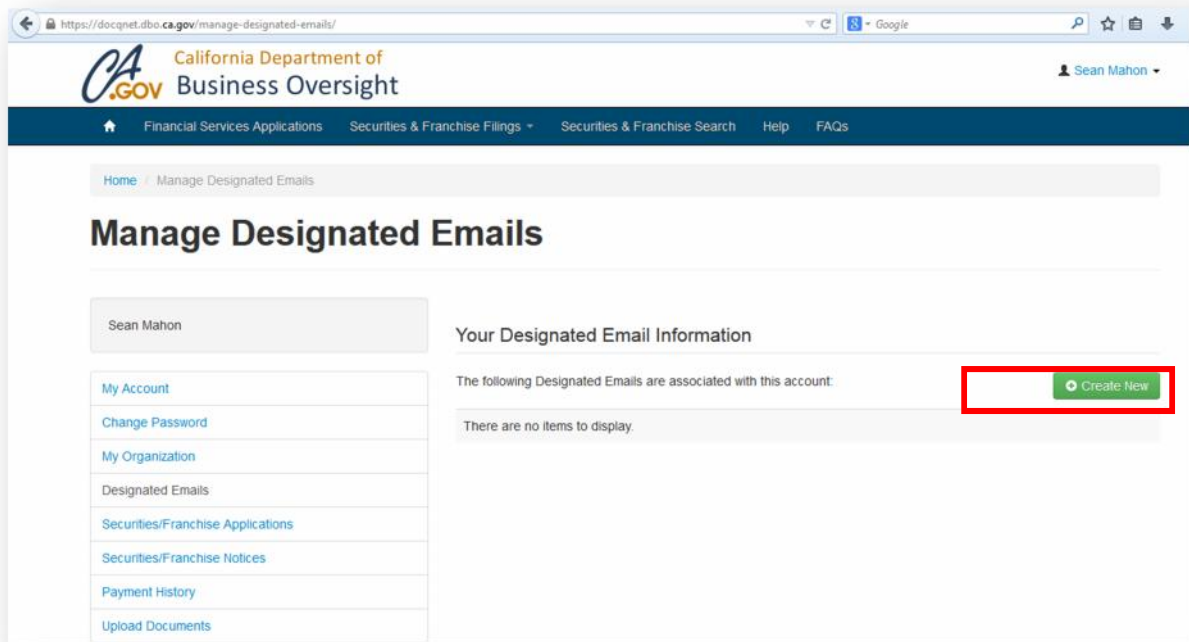 https://docqnet.dbo.ca.gov/manage-designated-emails/
Google
CA.GOV
California Department of
Business Oversight
Sean Mahon
Financial Services Applications Securities & Franchise Filings Securities & Franchise Search Help FAQs
Home / Manage Designated Emails
Manage Designated Emails
Sean Mahon
My Account
Change Password
My Organization
Designated Emails
Securities/Franchise Applications
Securities/Franchise Notices
Payment History
Upload Documents
Your Designated Email Information
The following Designated Emails are associated with this account:
Create New
There are no items to display.